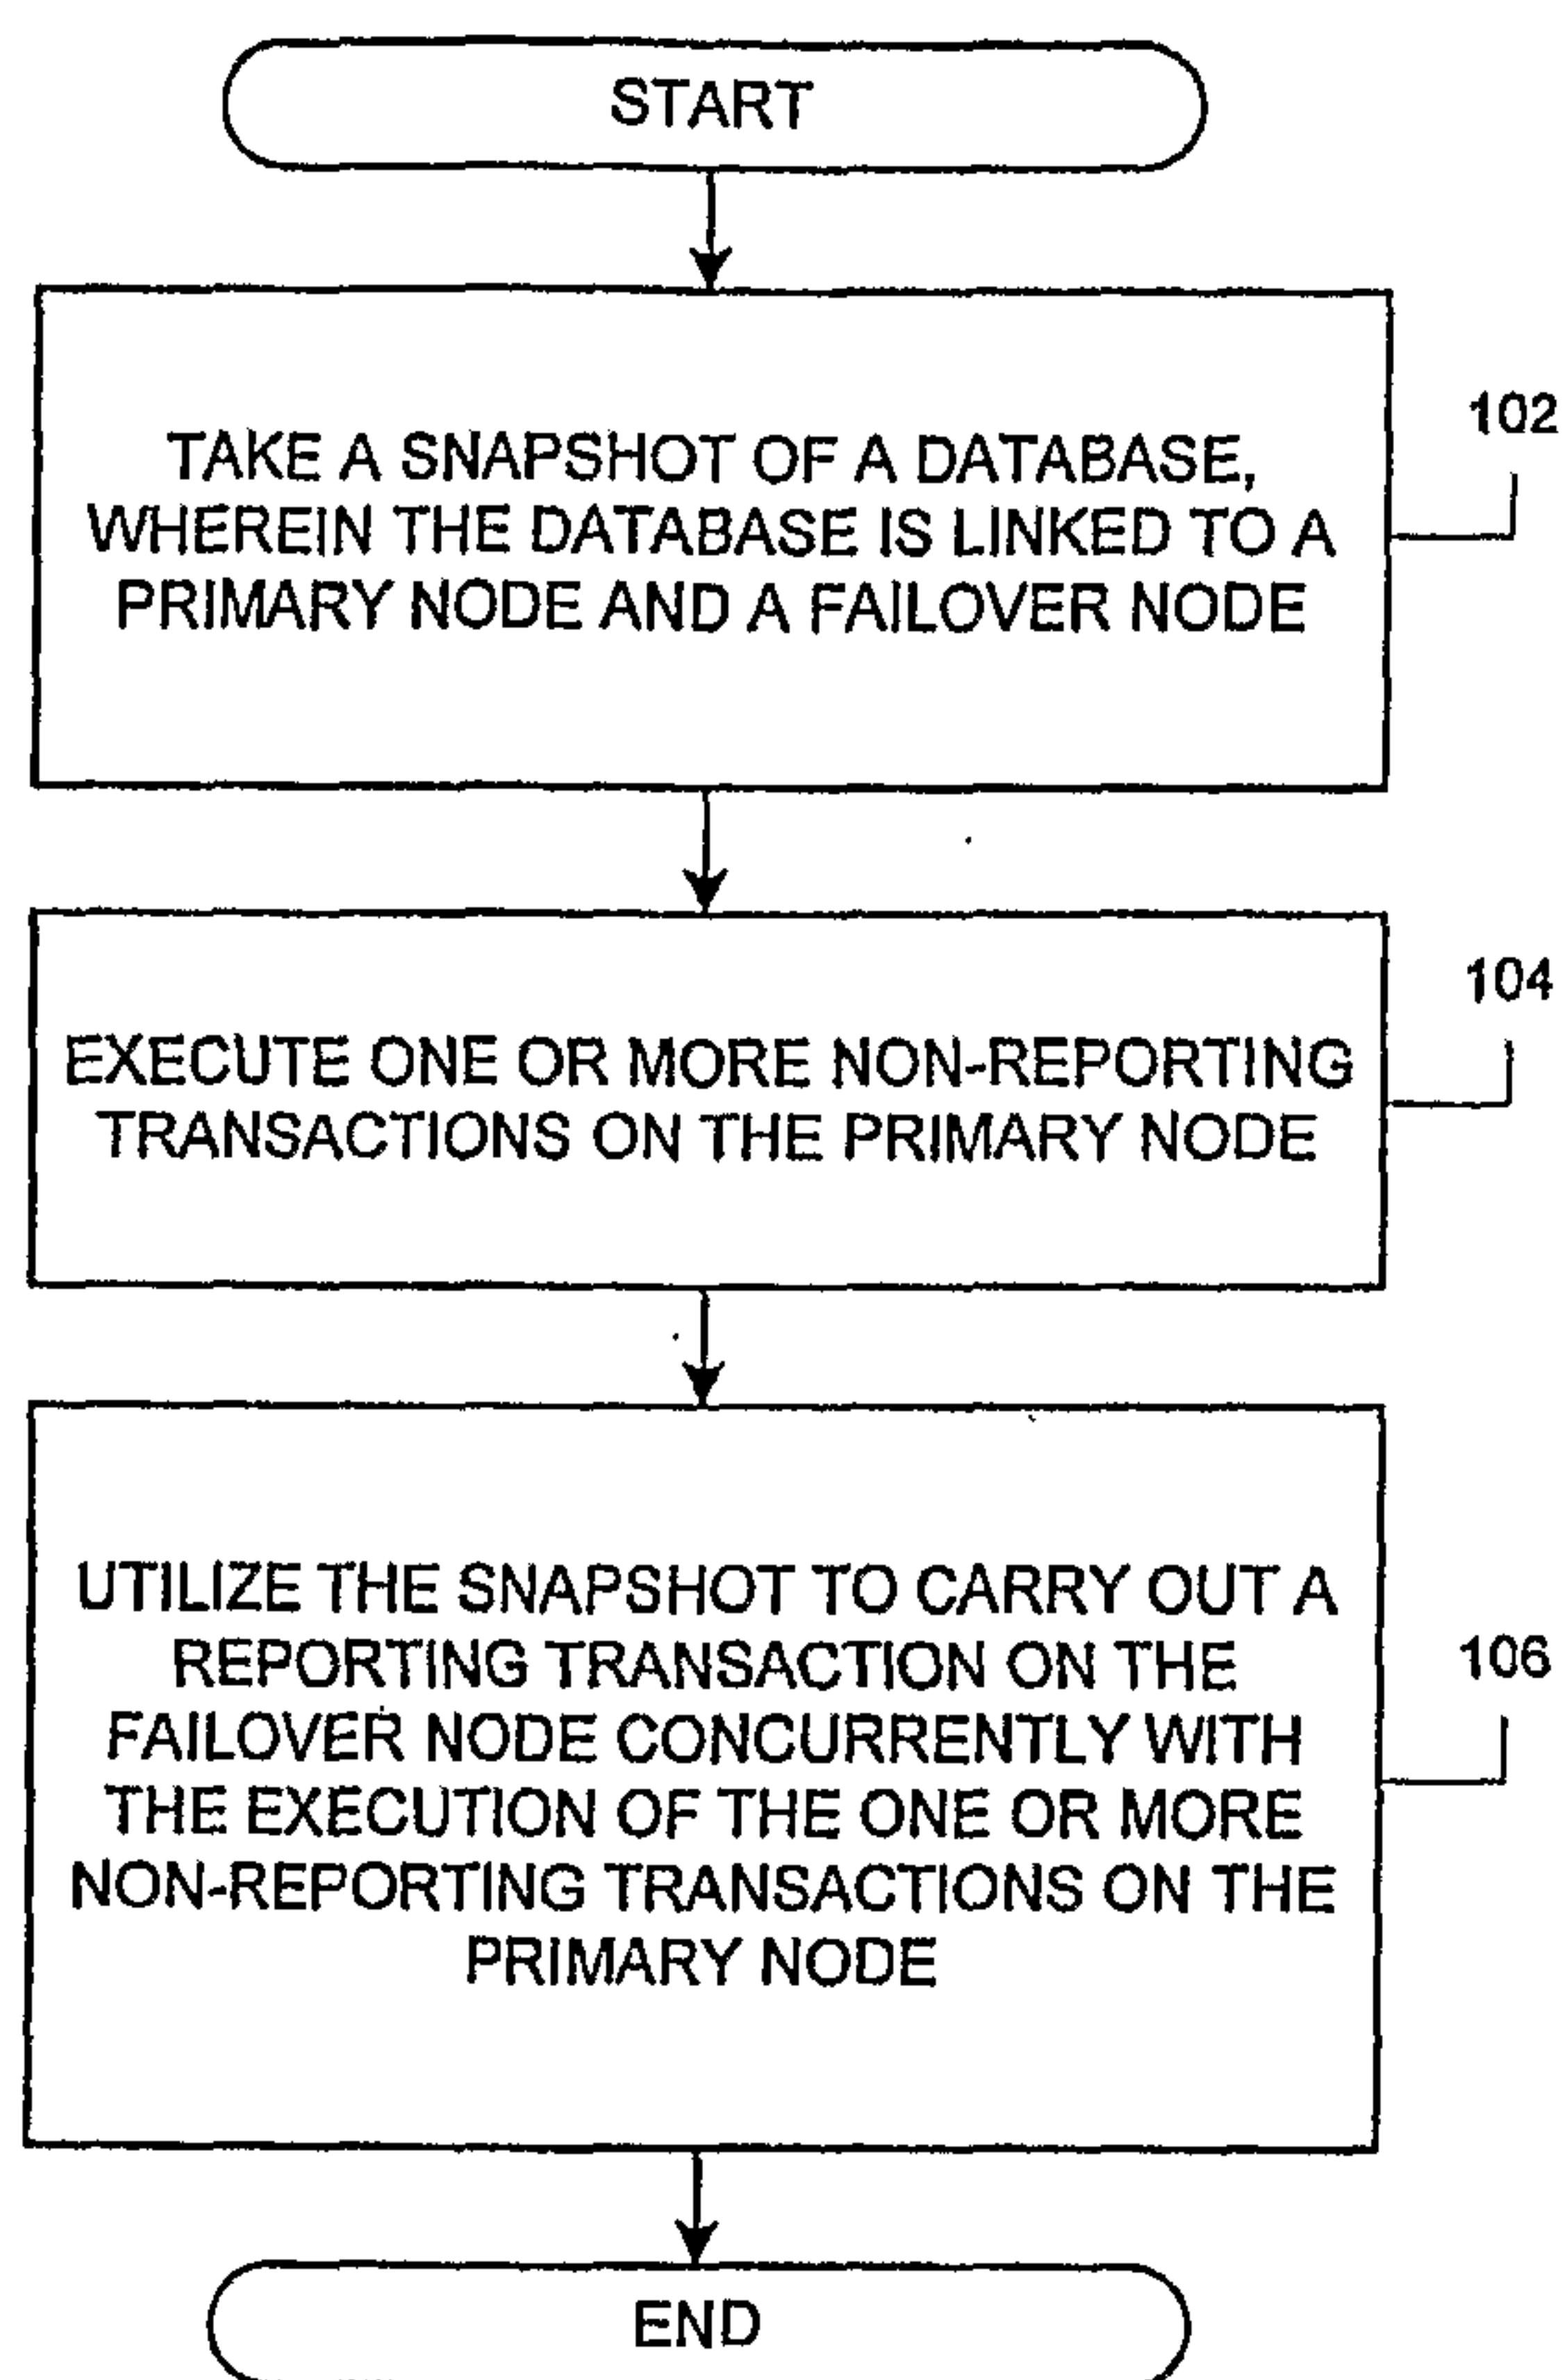 START
TAKE A SNAPSHOT OF A DATABASE,
WHEREIN THE DATABASE IS LINKED TO A
PRIMARY NODE AND A FAILOVER NODE
102
EXECUTE ONE OR MORE NON-REPORTING
TRANSACTIONS ON THE PRIMARY NODE
104
UTILIZE THE SNAPSHOT TO CARRY OUT A
REPORTING TRANSACTION ON THE
FAILOVER NODE CONCURRENTLY WITH
THE EXECUTION OF THE ONE OR MORE
NON-REPORTING TRANSACTIONS ON THE
PRIMARY NODE
106
END